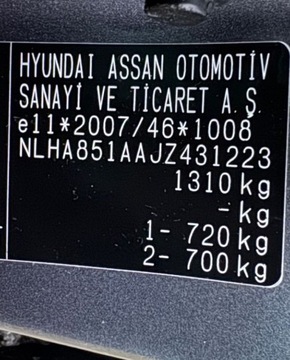 HYUNDAI ASSAN OTOMOTİV
SANAYİ VE TİCARET A.Ş.
e11*2007/46*1008
NLHA851AAJZ431223
1310 kg
- kg
1- 720 kg
2- 700 kg